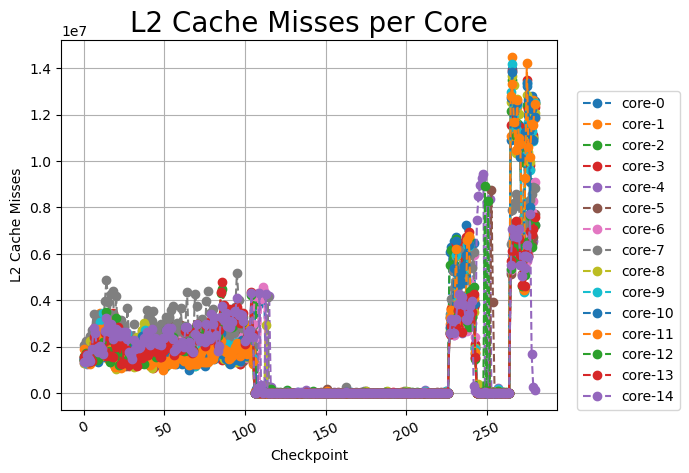 L2 Cache Misses per Core
1e7
1.4
1.2
1.0
0.8
0.6
0.4
0.2
0.0
L2 Cache Misses
0
50
100
150
200
250
Checkpoint
core-0
core-1
core-2
core-3
core-4
core-5
core-6
core-7
core-8
core-9
core-10
core-11
core-12
core-13
core-14